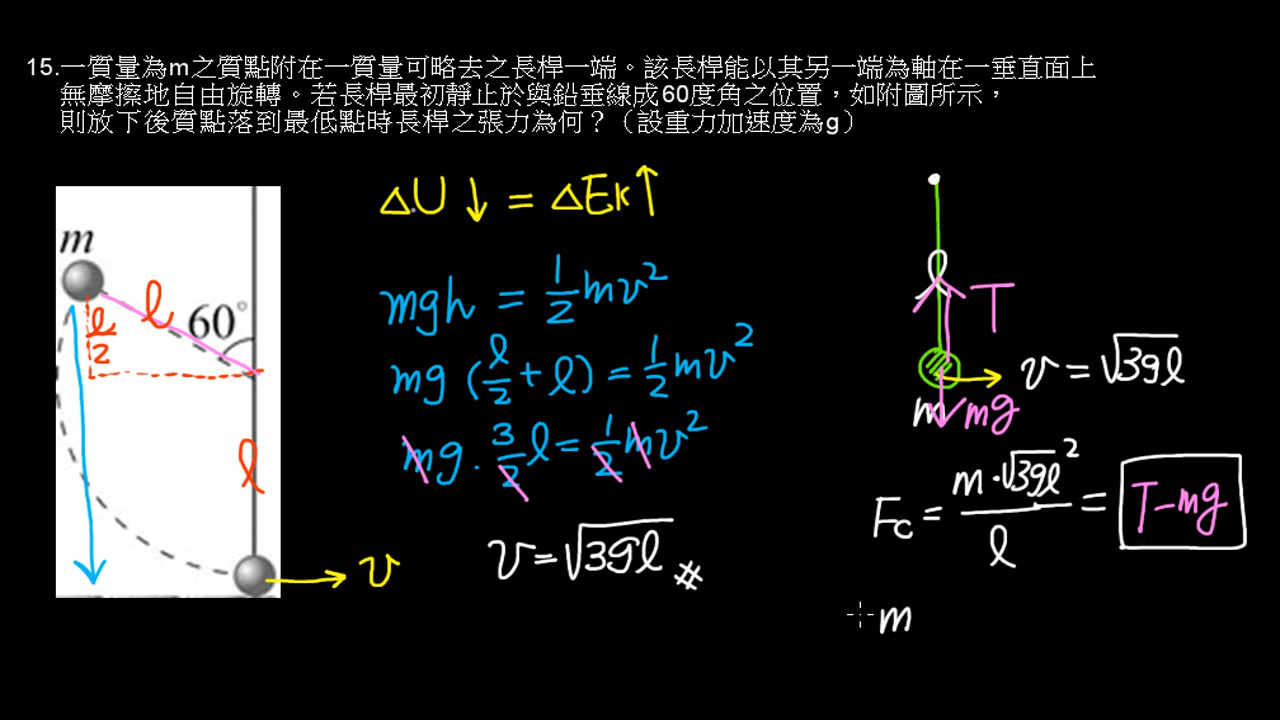 15.一質量為m之質點附在一質量可略去之長桿一端。該長桿能以其另一端為軸在一垂直面上
無摩擦地自由旋轉。若長桿最初靜止於與鉛垂線成60度角之位置，如附圖所示，
則放下後質點落到最低點時長桿之張力為何？（設重力加速度為g）
m
ℓ
ℓ/2
60°
ℓ
v
ΔU↓ = ΔEk↑
mgh = 1/2 mv²
mg (ℓ/2 + ℓ) = 1/2 mv²
mg · 3/2 ℓ = 1/2 mv²
v = √3gℓ #
ℓ
T
v = √3gℓ
m
mg
Fc = m·√3gℓ² / ℓ = T-mg
m